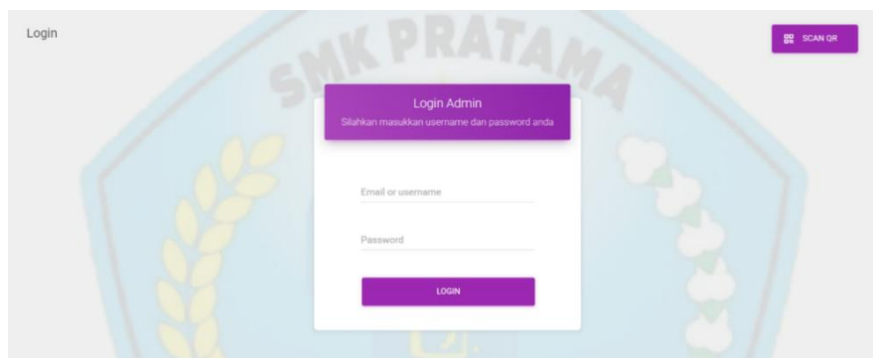 Login
SCAN QR
SMK PRATAMA
Login Admin
Silahkan masukkan username dan password anda
Email or username
Password
LOGIN